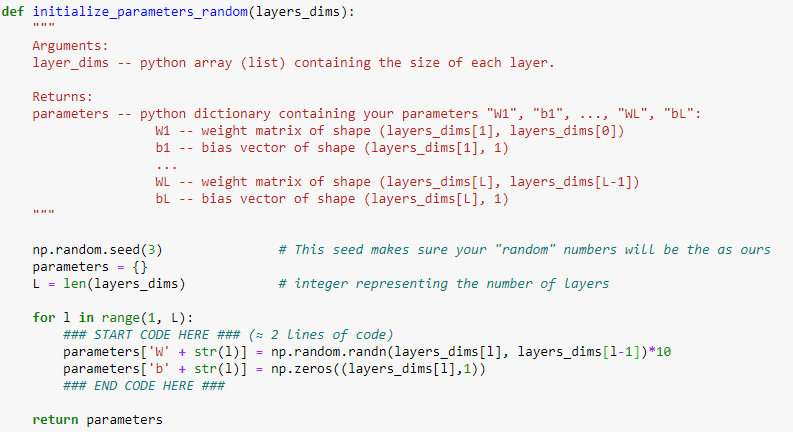 def initialize_parameters_random(layers_dims):
"""
Arguments:
layer_dims -- python array (list) containing the size of each layer.
Returns:
parameters -- python dictionary containing your parameters "W1", "b1", ..., "WL", "bL":
W1 -- weight matrix of shape (layers_dims[1], layers_dims[0])
b1 -- bias vector of shape (layers_dims[1], 1)
...
WL -- weight matrix of shape (layers_dims[L], layers_dims[L-1])
bL -- bias vector of shape (layers_dims[L], 1)
"""
np.random.seed(3) # This seed makes sure your "random" numbers will be the as ours
parameters = {}
L = len(layers_dims) # integer representing the number of layers
for l in range(1, L):
### START CODE HERE ### (≈ 2 lines of code)
parameters['W' + str(l)] = np.random.randn(layers_dims[l], layers_dims[l-1])*10
parameters['b' + str(l)] = np.zeros((layers_dims[l],1))
### END CODE HERE ###
return parameters